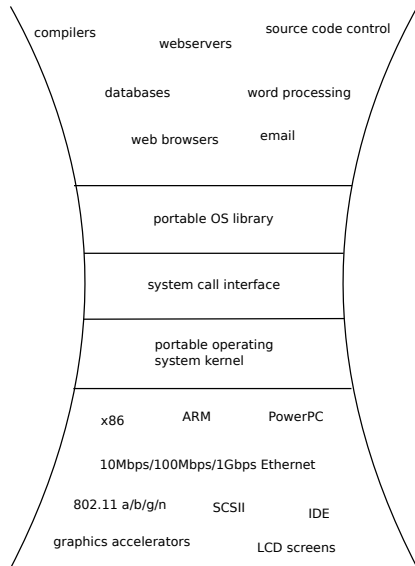 compilers
webservers
source code control
databases
word processing
web browsers
email
portable OS library
system call interface
portable operating
system kernel
x86
ARM
PowerPC
10Mbps/100Mbps/1Gbps Ethernet
802.11 a/b/g/n
SCSII
IDE
graphics accelerators
LCD screens